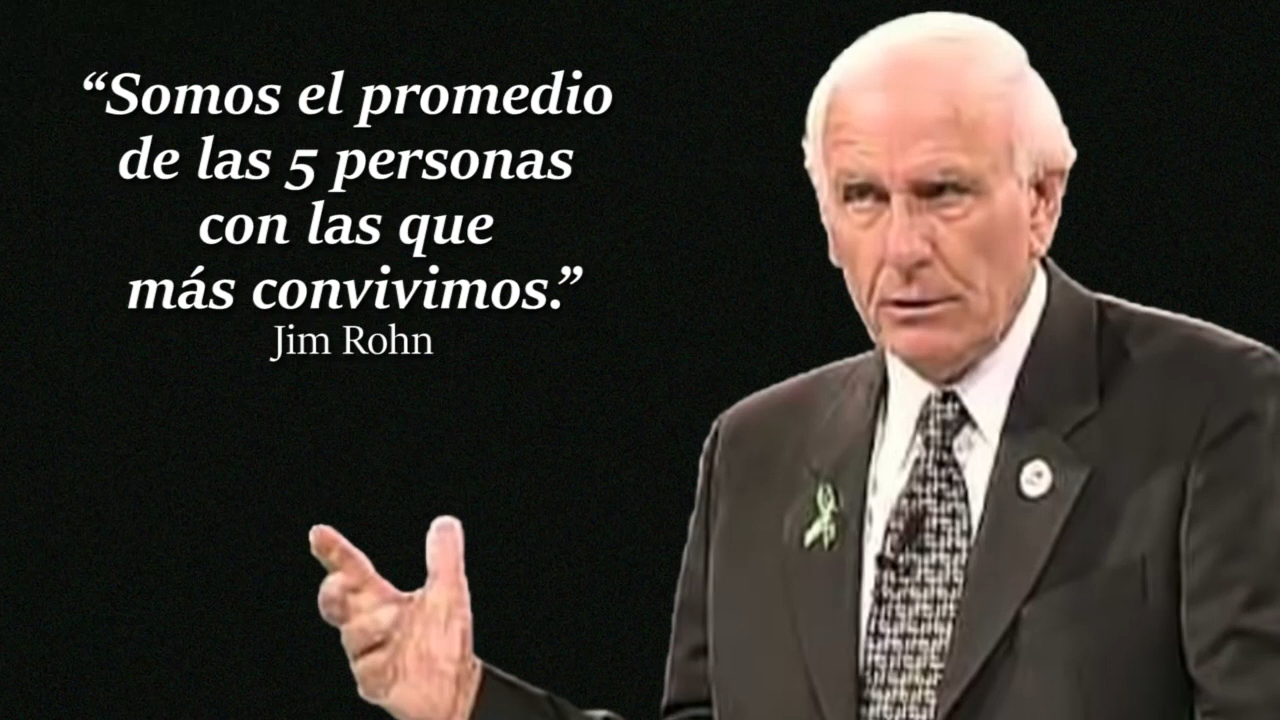 “Somos el promedio
de las 5 personas
con las que
más convivimos.”
Jim Rohn